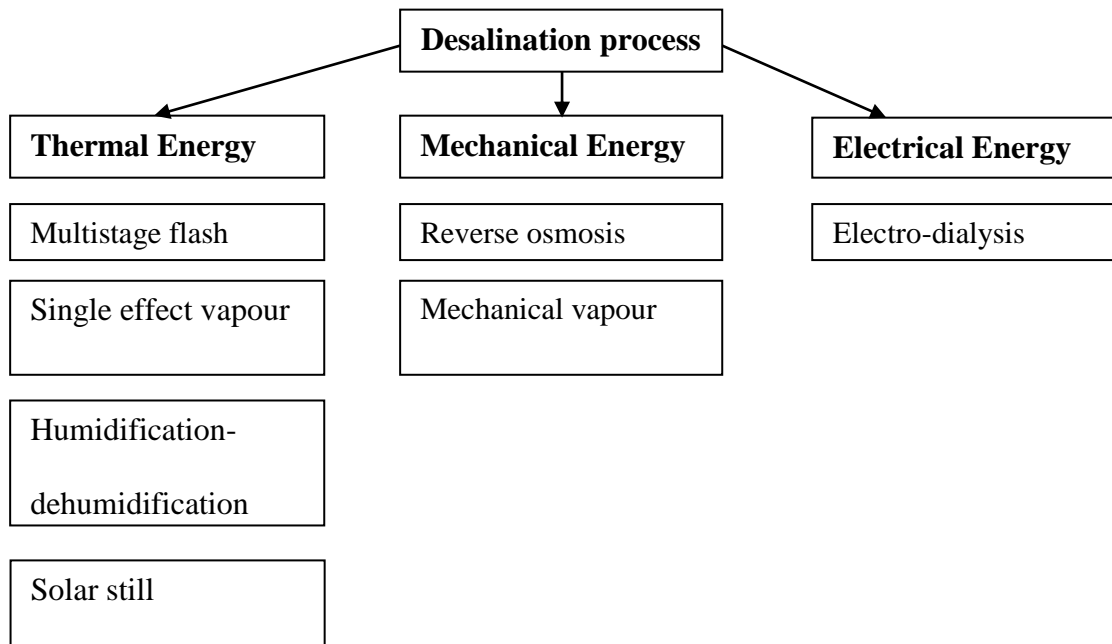 Desalination process
Thermal Energy
Mechanical Energy
Electrical Energy
Multistage flash
Reverse osmosis
Electro-dialysis
Single effect vapour
Mechanical vapour
Humidification-
dehumidification
Solar still